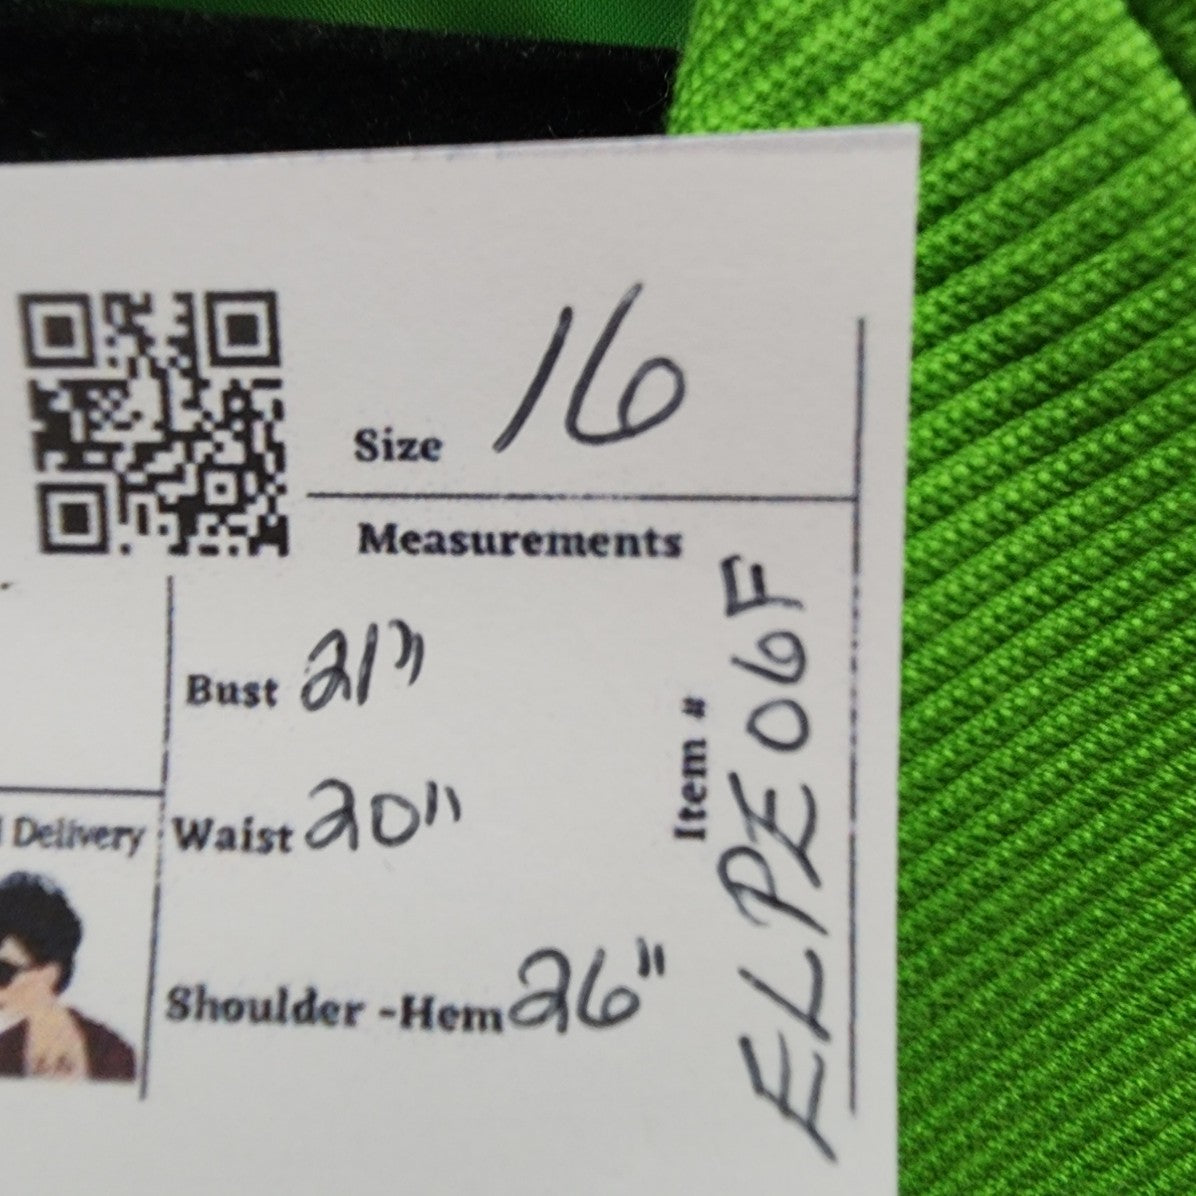 Size 16
Measurements
Bust 21"
Delivery
Waist 20"
Shoulder -Hem 26"
Item # ELPE06F